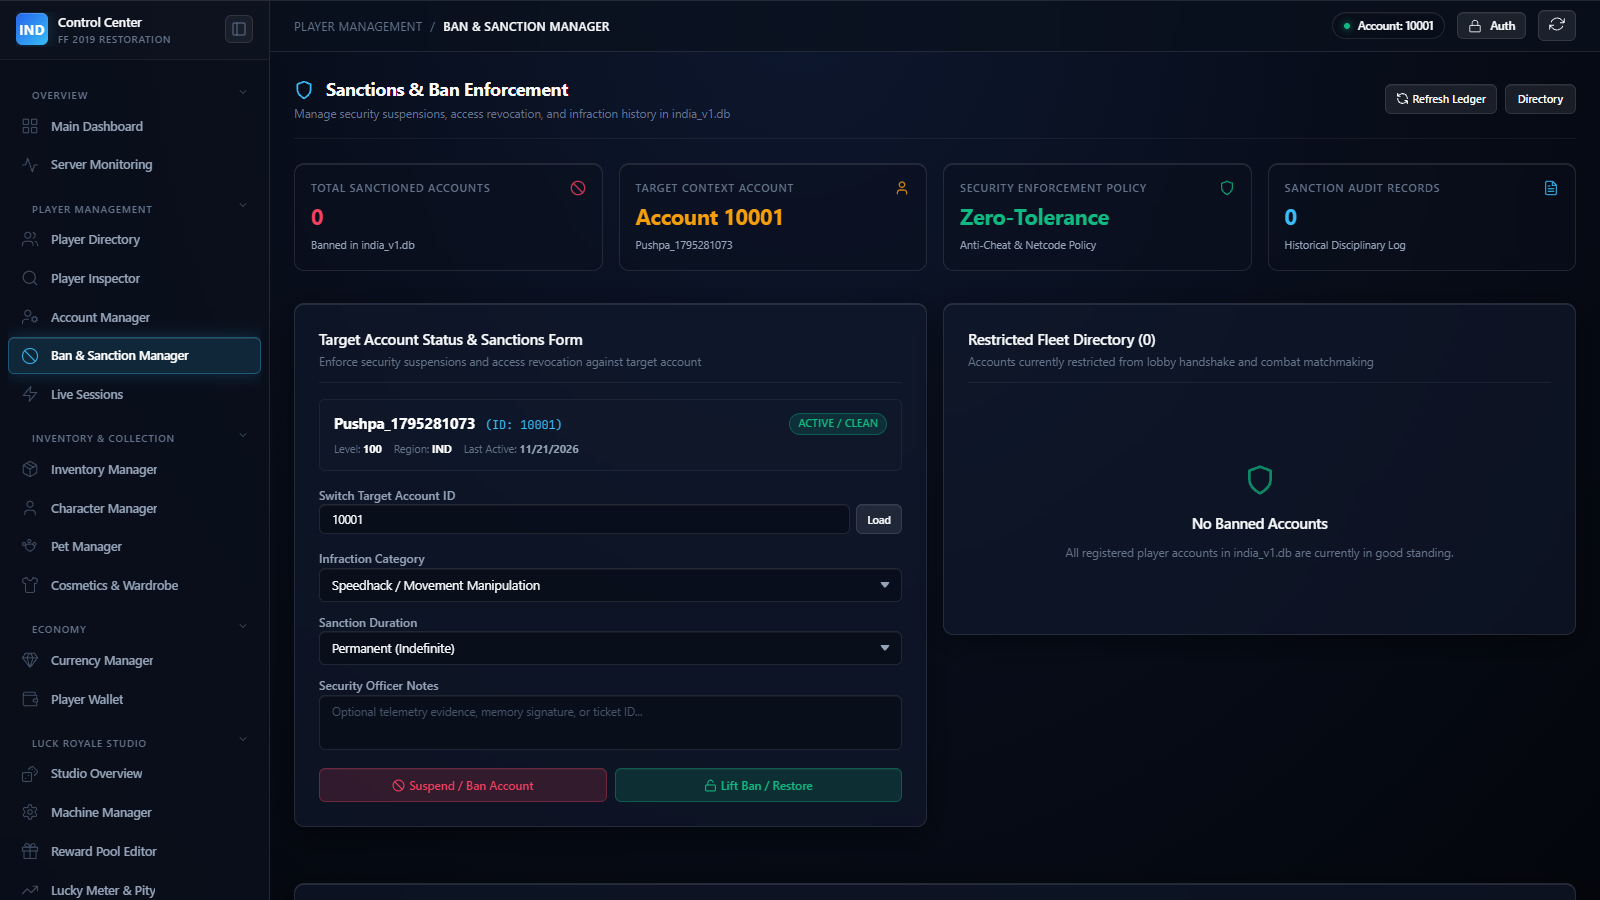 IND
Control Center
FF 2019 RESTORATION
PLAYER MANAGEMENT / BAN & SANCTION MANAGER
Account: 10001
Auth
OVERVIEW
Main Dashboard
Server Monitoring
PLAYER MANAGEMENT
Player Directory
Player Inspector
Account Manager
Ban & Sanction Manager
Live Sessions
INVENTORY & COLLECTION
Inventory Manager
Character Manager
Pet Manager
Cosmetics & Wardrobe
ECONOMY
Currency Manager
Player Wallet
LUCK ROYALE STUDIO
Studio Overview
Machine Manager
Reward Pool Editor
Lucky Meter & Pity
Sanctions & Ban Enforcement
Manage security suspensions, access revocation, and infraction history in india_v1.db
Refresh Ledger
Directory
TOTAL SANCTIONED ACCOUNTS
0
Banned in india_v1.db
TARGET CONTEXT ACCOUNT
Account 10001
Pushpa_1795281073
SECURITY ENFORCEMENT POLICY
Zero-Tolerance
Anti-Cheat & Netcode Policy
SANCTION AUDIT RECORDS
0
Historical Disciplinary Log
Target Account Status & Sanctions Form
Enforce security suspensions and access revocation against target account
Pushpa_1795281073 (ID: 10001)
ACTIVE / CLEAN
Level: 100 Region: IND Last Active: 11/21/2026
Switch Target Account ID
10001
Load
Infraction Category
Speedhack / Movement Manipulation
Sanction Duration
Permanent (Indefinite)
Security Officer Notes
Optional telemetry evidence, memory signature, or ticket ID...
Suspend / Ban Account
Lift Ban / Restore
Restricted Fleet Directory (0)
Accounts currently restricted from lobby handshake and combat matchmaking
No Banned Accounts
All registered player accounts in india_v1.db are currently in good standing.